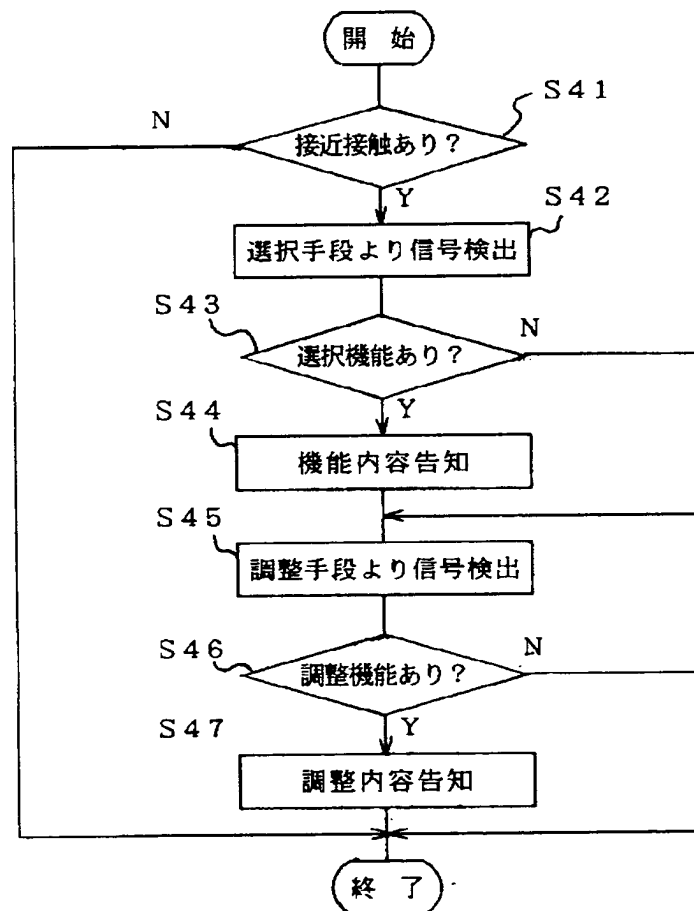 開 始
S41
N
接近接触あり?
Y
S42
選択手段より信号検出
S43
N
選択機能あり?
Y
S44
機能内容告知
S45
調整手段より信号検出
S46
N
調整機能あり?
Y
S47
調整内容告知
終 了